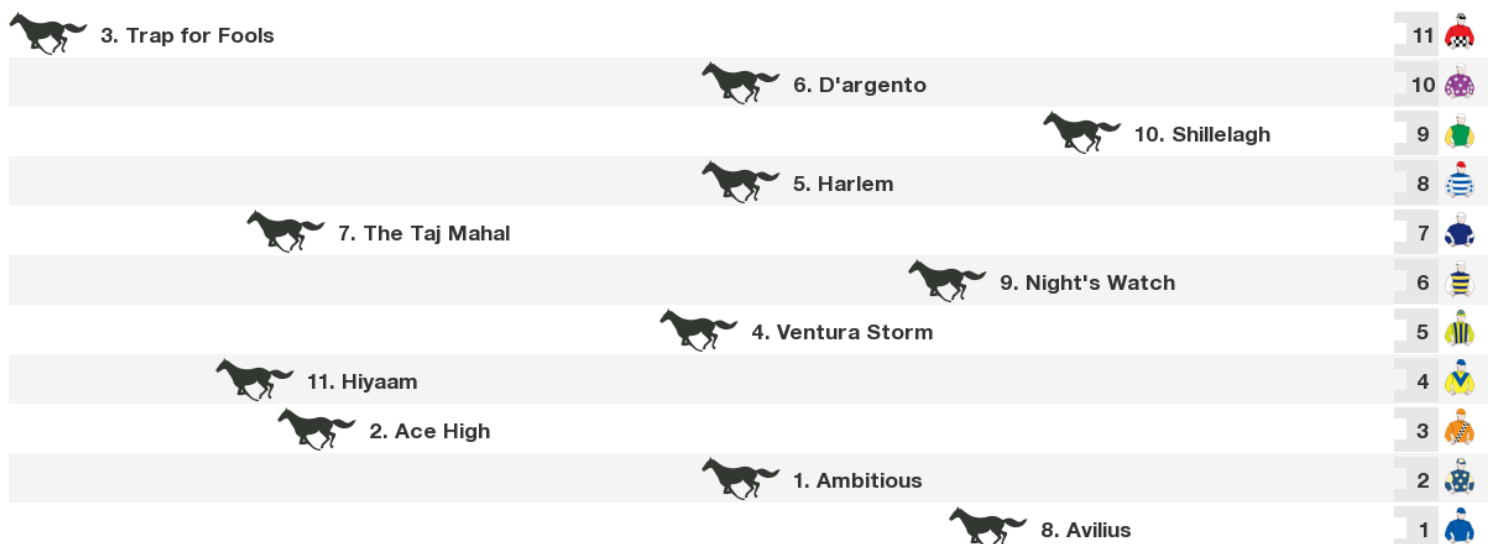 3. Trap for Fools 11
6. D'argento 10
10. Shillelagh 9
5. Harlem 8
7. The Taj Mahal 7
9. Night's Watch 6
4. Ventura Storm 5
11. Hiyaam 4
2. Ace High 3
1. Ambitious 2
8. Avilius 1